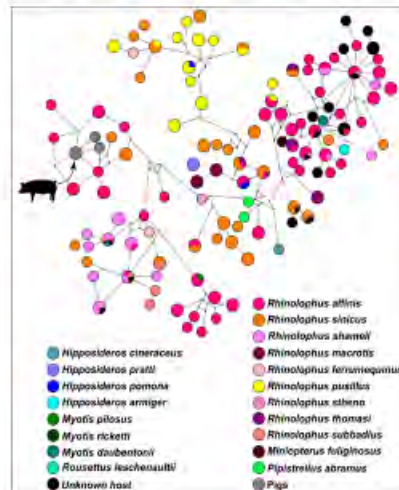 Hipposideros cineraceus
Hipposideros pratti
Hipposideros pomona
Hipposideros armiger
Myotis pilosus
Myotis ricketti
Myotis daubentonii
Rousettus leschenaultii
Unknown host
Rhinolophus affinis
Rhinolophus sinicus
Rhinolophus shameli
Rhinolophus macrotis
Rhinolophus ferrumequinum
Rhinolophus pusillus
Rhinolophus stheno
Rhinolophus thomasi
Rhinolophus subbadius
Miniopterus fuliginosus
Pipistrellus abramus
Pigs